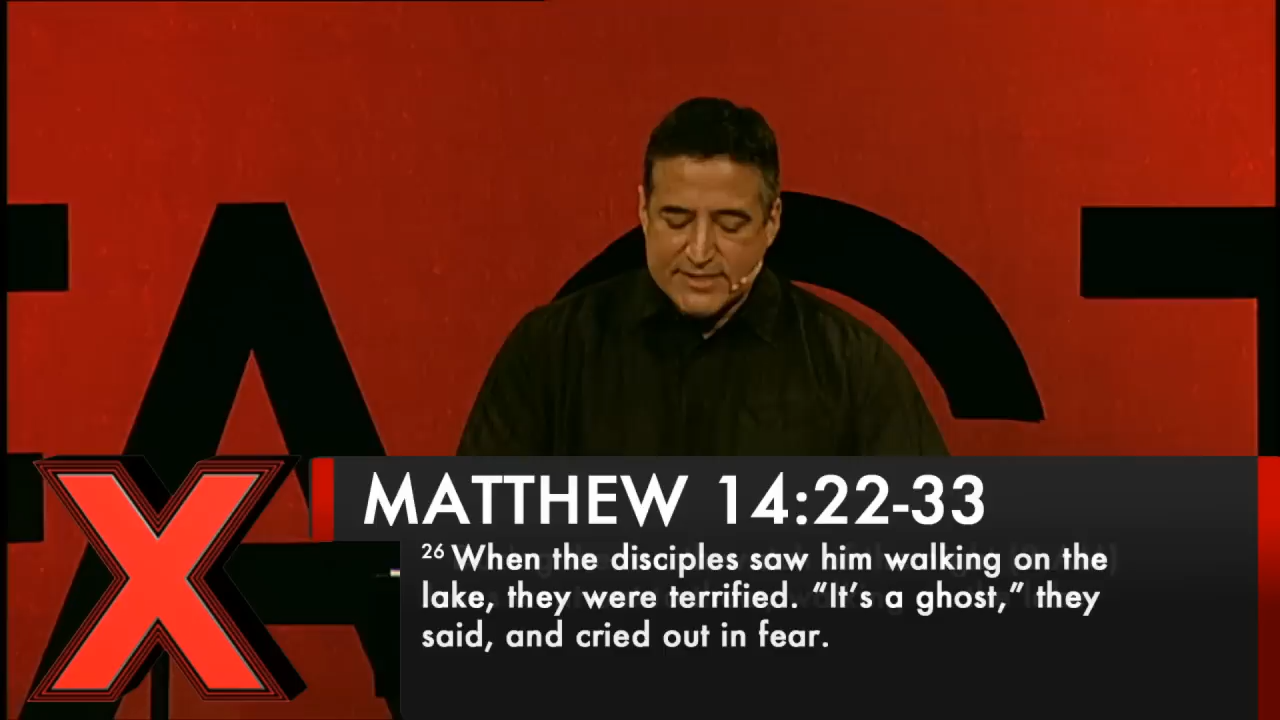 ACT
X
MATTHEW 14:22-33
26 When the disciples saw him walking on the
lake, they were terrified. “It’s a ghost,” they
said, and cried out in fear.